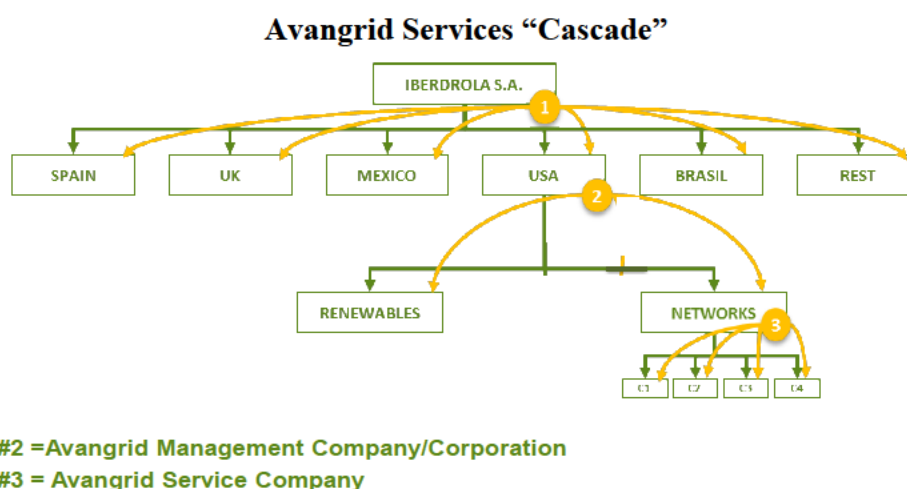 Avangrid Services “Cascade”
IBERDROLA S.A.
1
SPAIN UK MEXICO USA BRASIL REST
2
RENEWABLES NETWORKS
3
C1 C2 C3 C4
#2 =Avangrid Management Company/Corporation
#3 = Avangrid Service Company